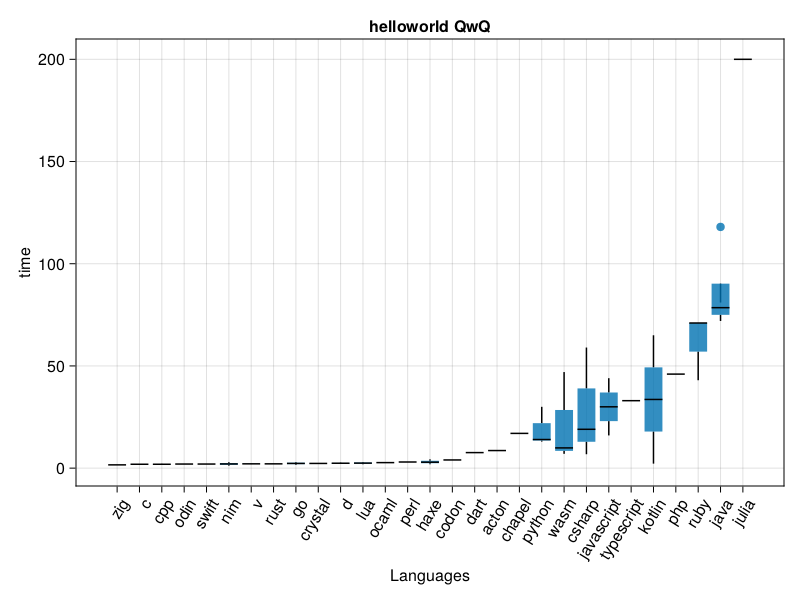 helloworld QwQ
200
150
100
50
0
time
zig
c
cpp
odin
swift
nim
v
rust
go
crystal
d
lua
ocaml
perl
haxe
codon
dart
acton
chapel
python
wasm
csharp
javascript
typescript
kotlin
php
ruby
java
julia
Languages